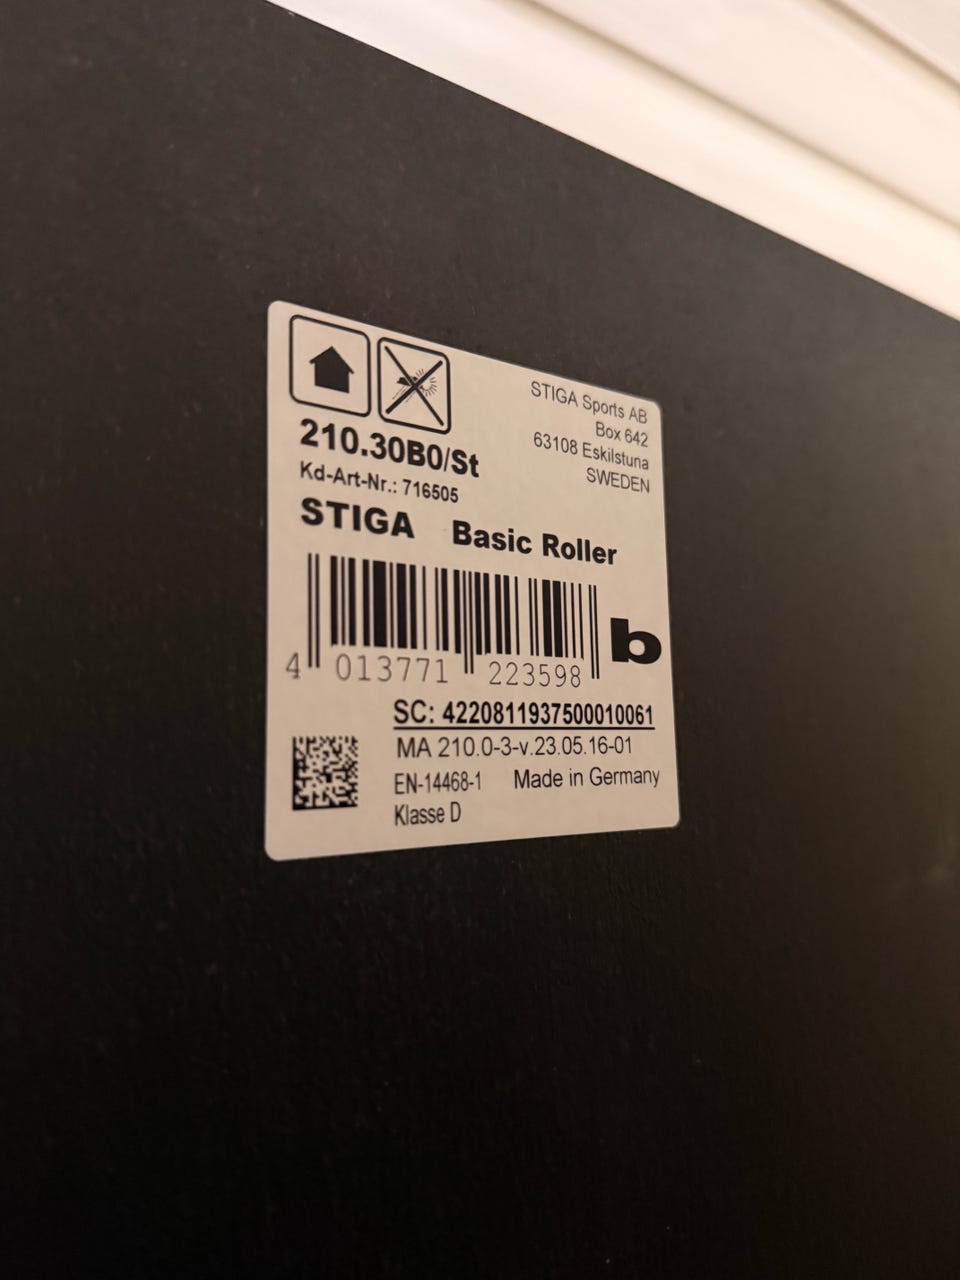 STIGA Sports AB
Box 642
63108 Eskilstuna
SWEDEN
210.30B0/St
Kd-Art-Nr.: 716505
STIGA Basic Roller
4 013771 223598
b
SC: 4220811937500010061
MA 210.0-3-v.23.05.16-01
EN-14468-1 Made in Germany
Klasse D